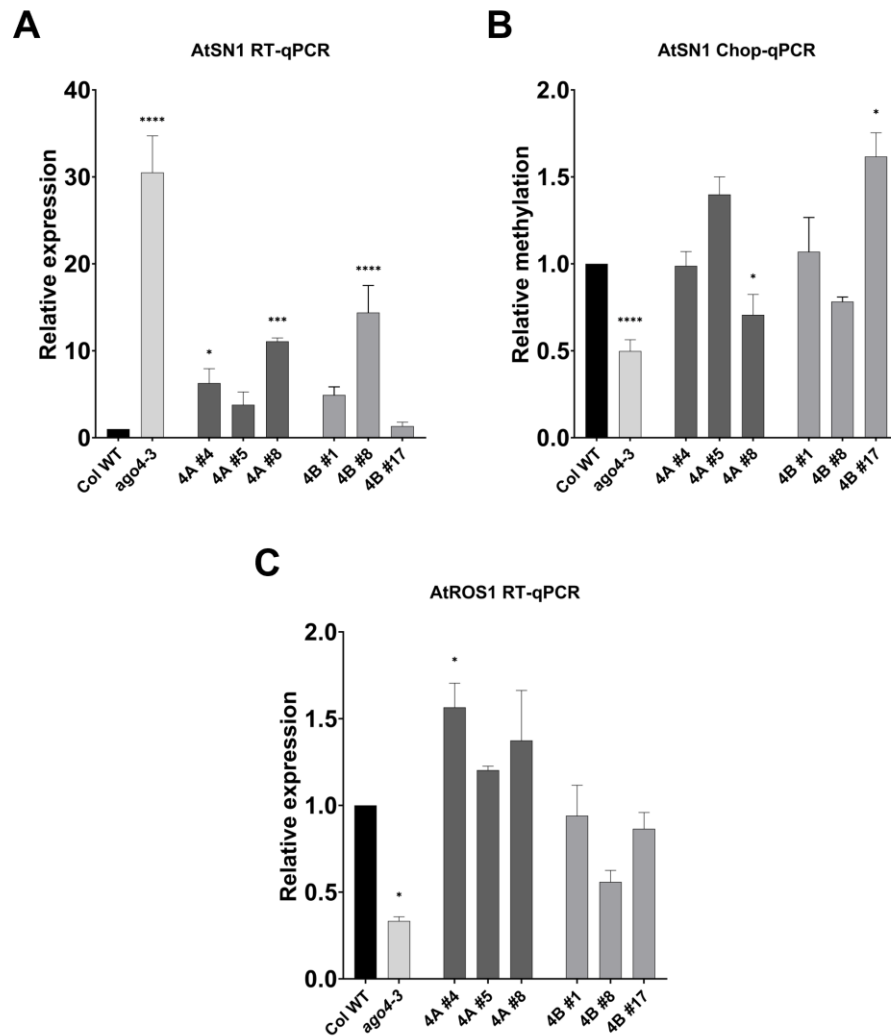 A
AtSN1 RT-qPCR
Relative expression
40
30
20
10
0
****
*
***
****
Col WT
ago4-3
4A #4
4A #5
4A #8
4B #1
4B #8
4B #17
B
AtSN1 Chop-qPCR
Relative methylation
2.0
1.5
1.0
0.5
0.0
****
*
*
Col WT
ago4-3
4A #4
4A #5
4A #8
4B #1
4B #8
4B #17
C
AtROS1 RT-qPCR
Relative expression
2.0
1.5
1.0
0.5
0.0
*
*
Col WT
ago4-3
4A #4
4A #5
4A #8
4B #1
4B #8
4B #17